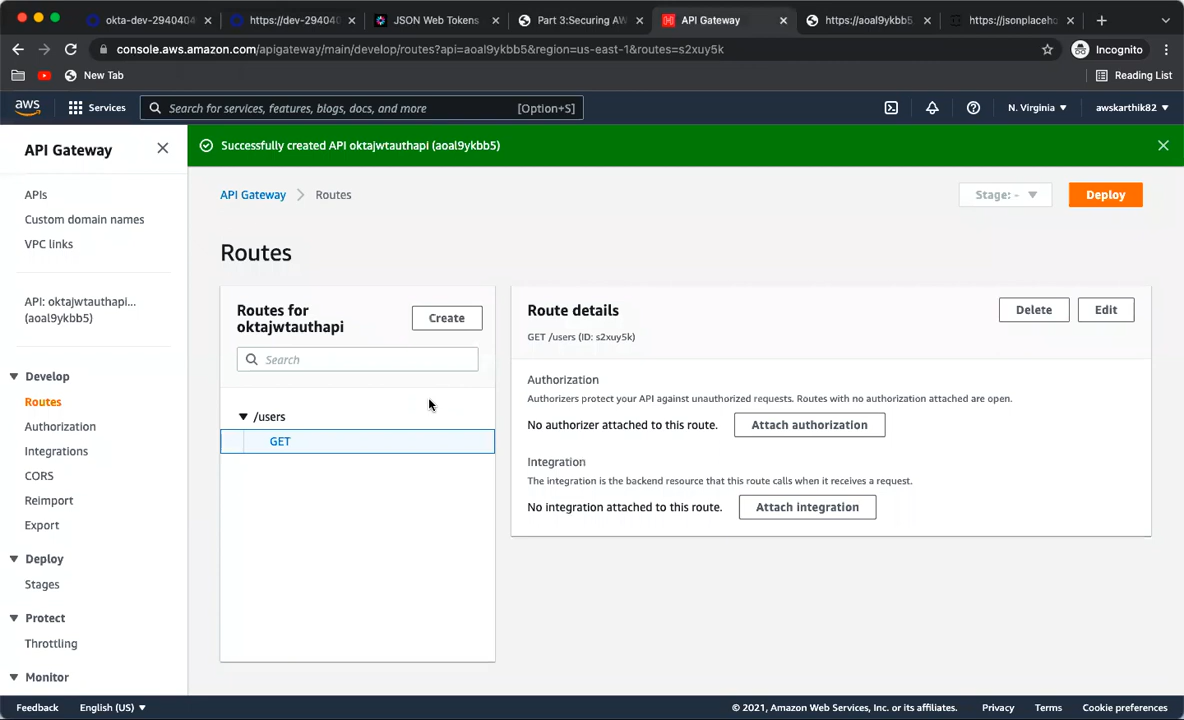 okta-dev-2940404
https://dev-29404
JSON Web Tokens
Part 3:Securing AW
API Gateway
https://aoal9ykbb5
https://jsonplaceho
console.aws.amazon.com/apigateway/main/develop/routes?api=aoal9ykbb5&region=us-east-1&routes=s2xuy5k
Incognito
New Tab
Reading List
aws
Services
Search for services, features, blogs, docs, and more
[Option+S]
N. Virginia
awskarthik82
API Gateway
Successfully created API oktajwtauthapi (aoal9ykbb5)
APIs
Custom domain names
VPC links
API: oktajwtauthapi...
(aoal9ykbb5)
Develop
Routes
Authorization
Integrations
CORS
Reimport
Export
Deploy
Stages
Protect
Throttling
Monitor
API Gateway
Routes
Stage: -
Deploy
Routes
Routes for
oktajwtauthapi
Create
Search
/users
GET
Route details
Delete
Edit
GET /users (ID: s2xuy5k)
Authorization
Authorizers protect your API against unauthorized requests. Routes with no authorization attached are open.
No authorizer attached to this route.
Attach authorization
Integration
The integration is the backend resource that this route calls when it receives a request.
No integration attached to this route.
Attach integration
Feedback
English (US)
© 2021, Amazon Web Services, Inc. or its affiliates.
Privacy
Terms
Cookie preferences